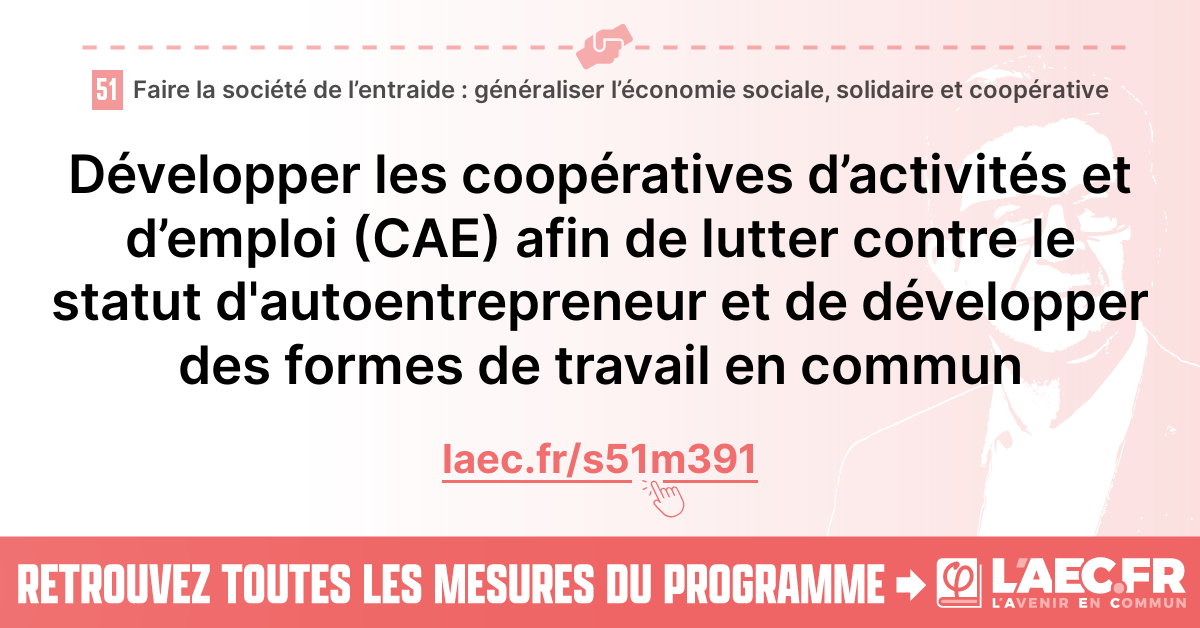 51 Faire la société de l’entraide : généraliser l’économie sociale, solidaire et coopérative
Développer les coopératives d’activités et
d’emploi (CAE) afin de lutter contre le
statut d'autoentrepreneur et de développer
des formes de travail en commun
laec.fr/s51m391
RETROUVEZ TOUTES LES MESURES DU PROGRAMME
φ L'AEC.FR
L'AVENIR EN COMMUN